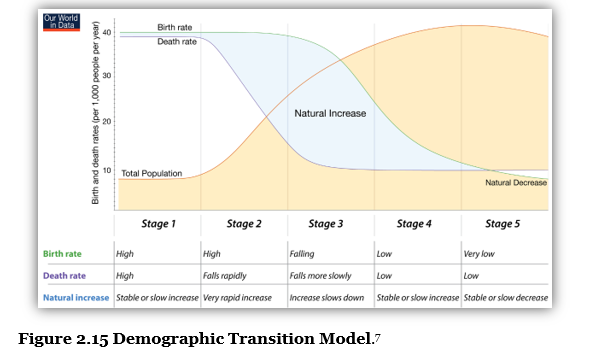 Our World
in Data
Birth and death rates (per 1,000 people per year)
40
30
20
10
Birth rate
Death rate
Natural Increase
Total Population
Natural Decrease
Stage 1 Stage 2 Stage 3 Stage 4 Stage 5
Birth rate High High Falling Low Very low
Death rate High Falls rapidly Falls more slowly Low Low
Natural increase Stable or slow increase Very rapid increase Increase slows down Stable or slow increase Stable or slow decrease
Figure 2.15 Demographic Transition Model.7